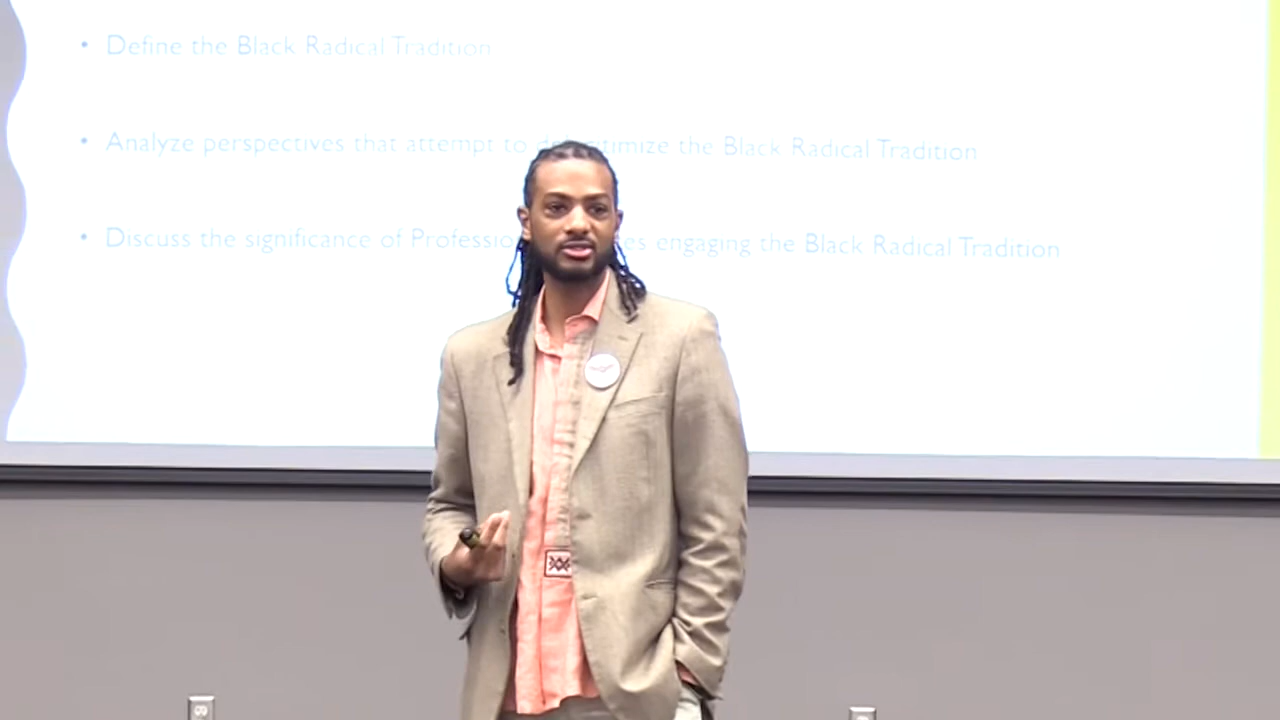 • Define the Black Radical Tradition
• Analyze perspectives that attempt to the Black Radical Tradition
• Discuss the significance of engaging the Black Radical Tradition